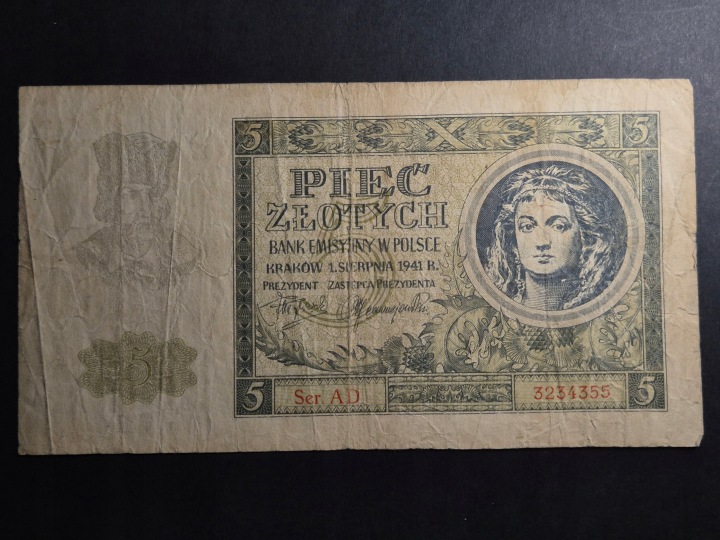 5
5
PIĘĆ
ZŁOTYCH
BANK EMISYJNY W POLSCE
KRAKÓW 1. SIERPNIA 1941 R.
PREZYDENT ZASTĘPCA PREZYDENTA
5
5
Ser. AD
3234355
5